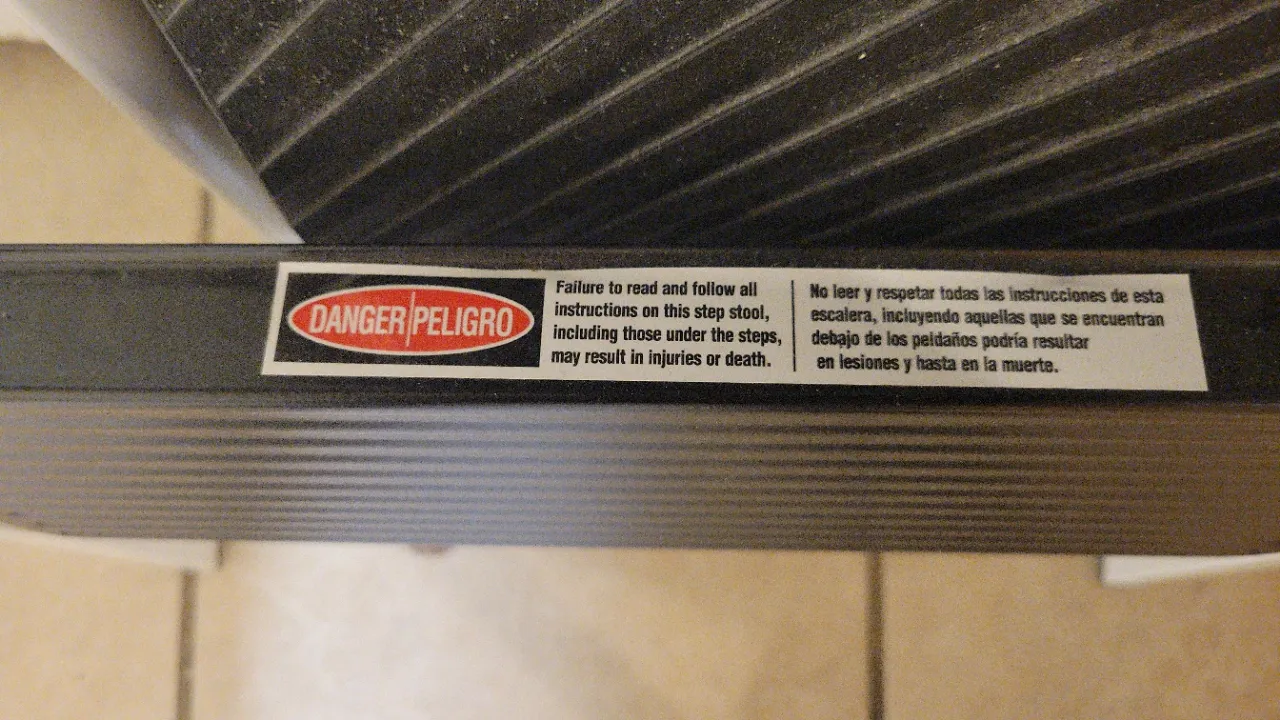 DANGER PELIGRO
Failure to read and follow all
instructions on this step stool,
including those under the steps,
may result in injuries or death.
No leer y respetar todas las instrucciones de esta
escalera, incluyendo aquellas que se encuentran
debajo de los peldaños podría resultar
en lesiones y hasta en la muerte.